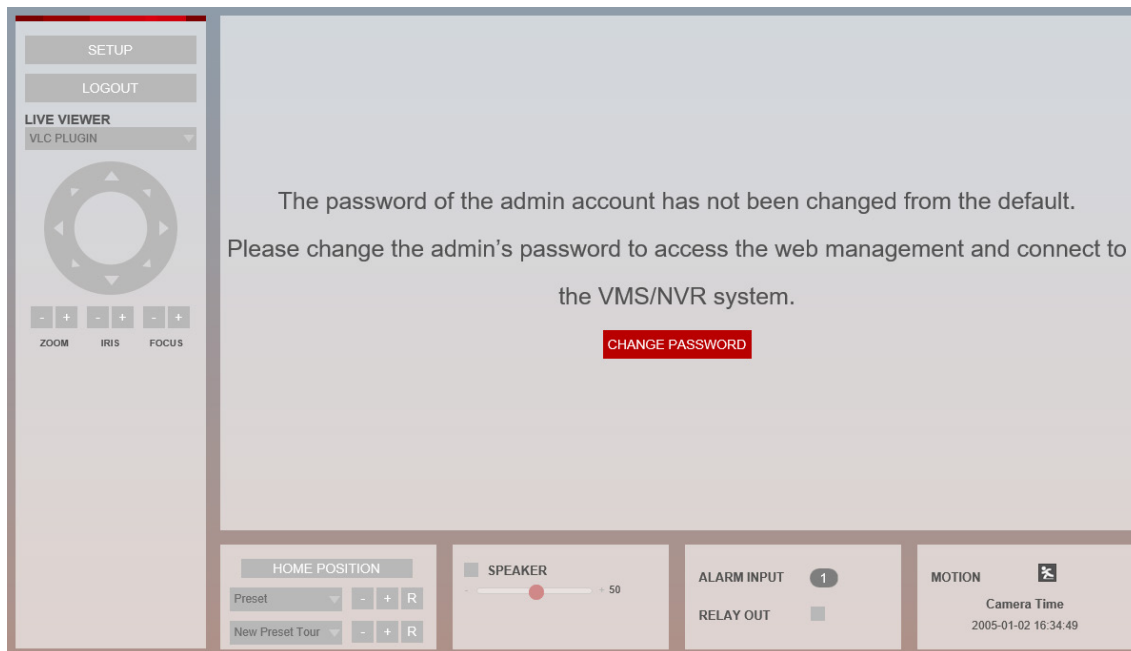 SETUP
LOGOUT
LIVE VIEWER
VLC PLUGIN
- + - + - +
ZOOM IRIS FOCUS
The password of the admin account has not been changed from the default.
Please change the admin's password to access the web management and connect to
the VMS/NVR system.
CHANGE PASSWORD
HOME POSITION
Preset - + R
New Preset Tour - + R
SPEAKER
- + 50
ALARM INPUT 1
RELAY OUT
MOTION
Camera Time
2005-01-02 16:34:49